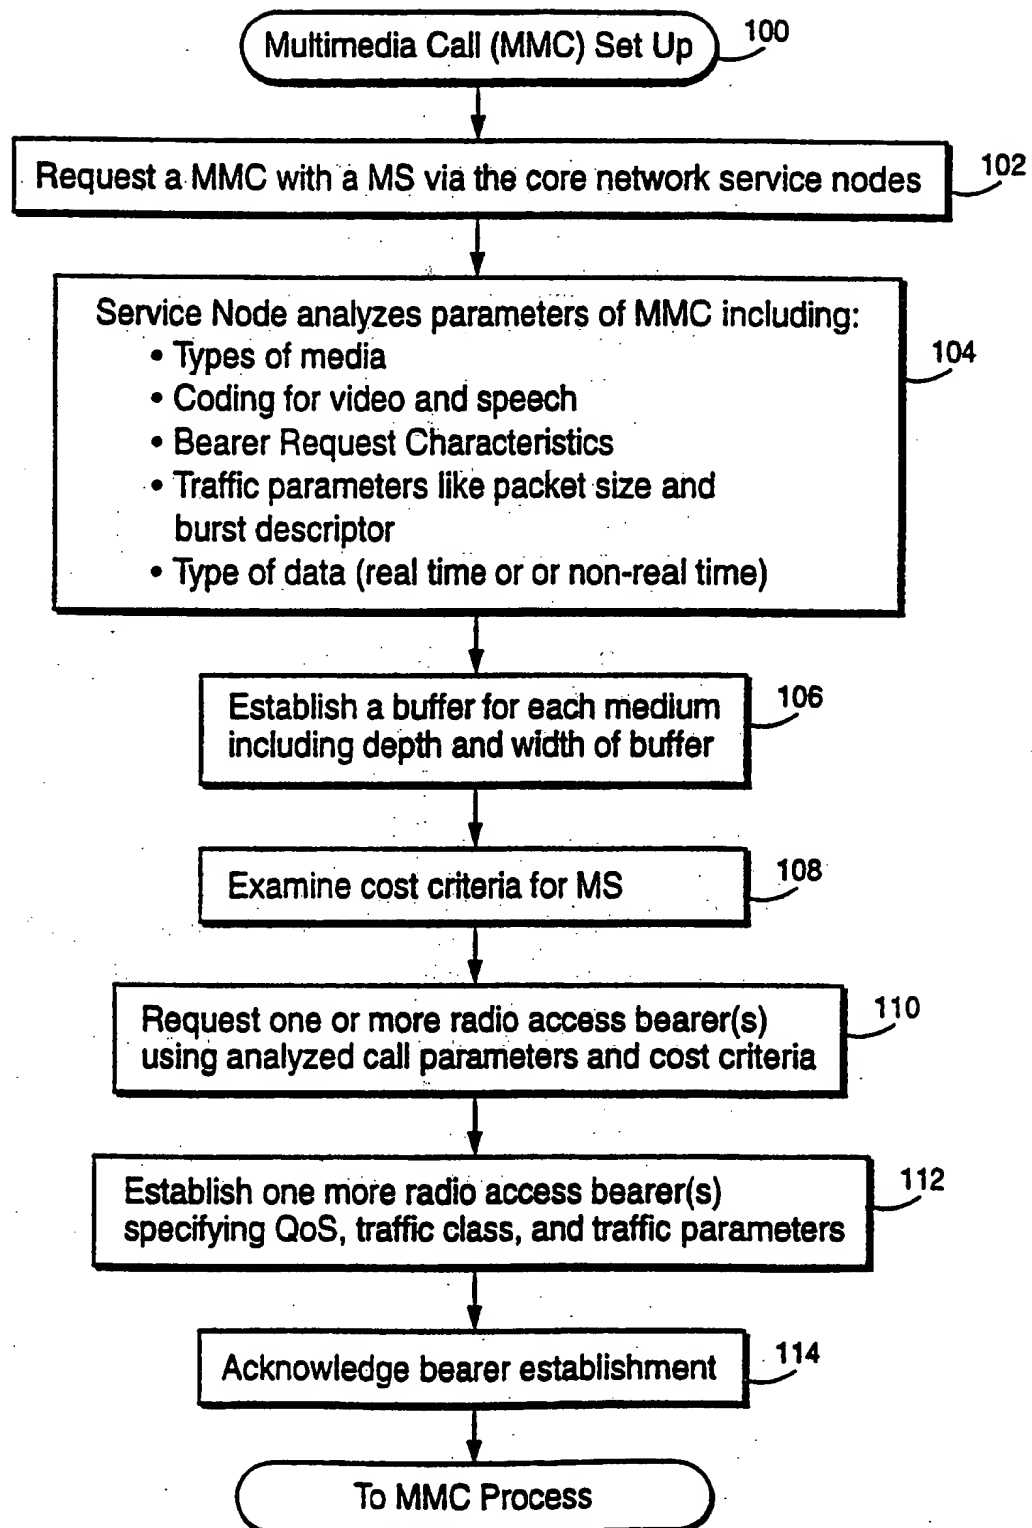 Multimedia Call (MMC) Set Up
100
Request a MMC with a MS via the core network service nodes
102
Service Node analyzes parameters of MMC including:
• Types of media
• Coding for video and speech
• Bearer Request Characteristics
• Traffic parameters like packet size and
burst descriptor
• Type of data (real time or or non-real time)
104
Establish a buffer for each medium
including depth and width of buffer
106
Examine cost criteria for MS
108
Request one or more radio access bearer(s)
using analyzed call parameters and cost criteria
110
Establish one more radio access bearer(s)
specifying QoS, traffic class, and traffic parameters
112
Acknowledge bearer establishment
114
To MMC Process